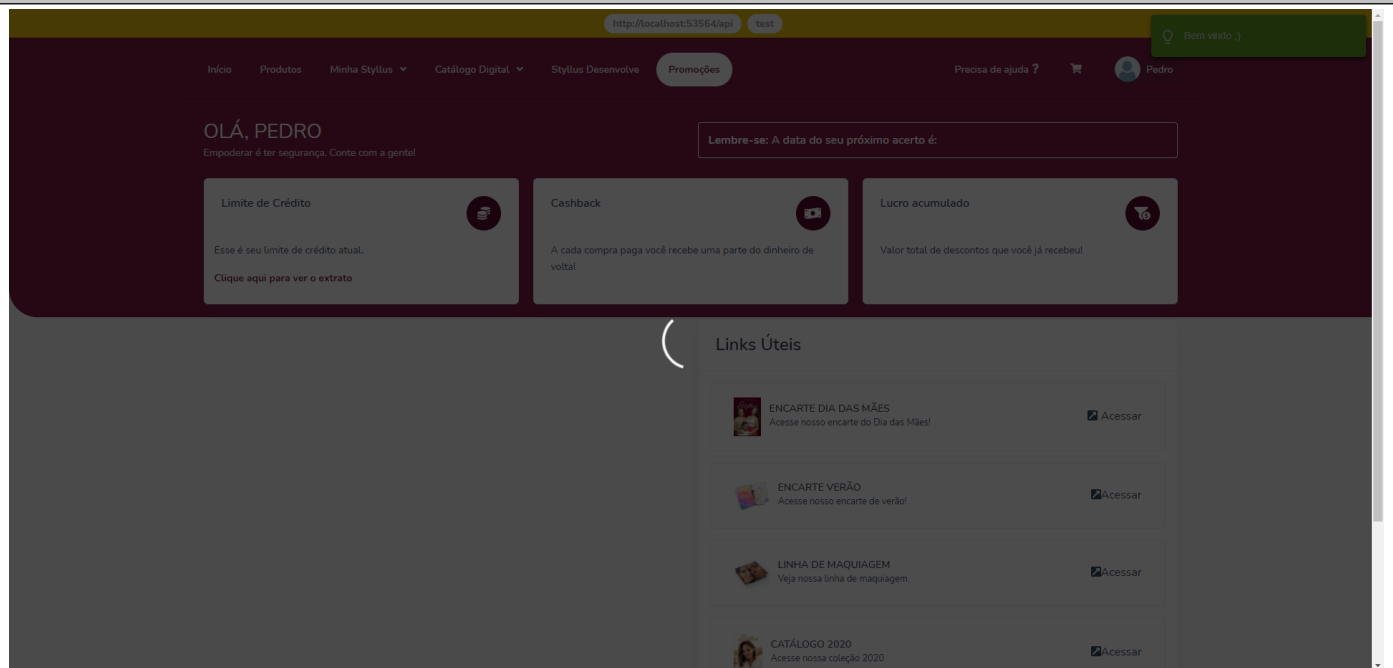 http://localhost:53564/api test
Bem vindo ;)
Início Produtos Minha Styllus Catálogo Digital Styllus Desenvolve Promoções Precisa de ajuda ? Pedro
OLÁ, PEDRO
Empoderar é ter segurança. Conte com a gente!
Lembre-se: A data do seu próximo acerto é:
Limite de Crédito
Esse é seu limite de crédito atual.
Clique aqui para ver o extrato
Cashback
A cada compra paga você recebe uma parte do dinheiro de
volta!
Lucro acumulado
Valor total de descontos que você já recebeu!
Links Úteis
ENCARTE DIA DAS MÃES
Acesse nosso encarte do Dia das Mães!
Acessar
ENCARTE VERÃO
Acesse nosso encarte de verão!
Acessar
LINHA DE MAQUIAGEM
Veja nossa linha de maquiagem
Acessar
CATÁLOGO 2020
Acesse nossa coleção 2020
Acessar